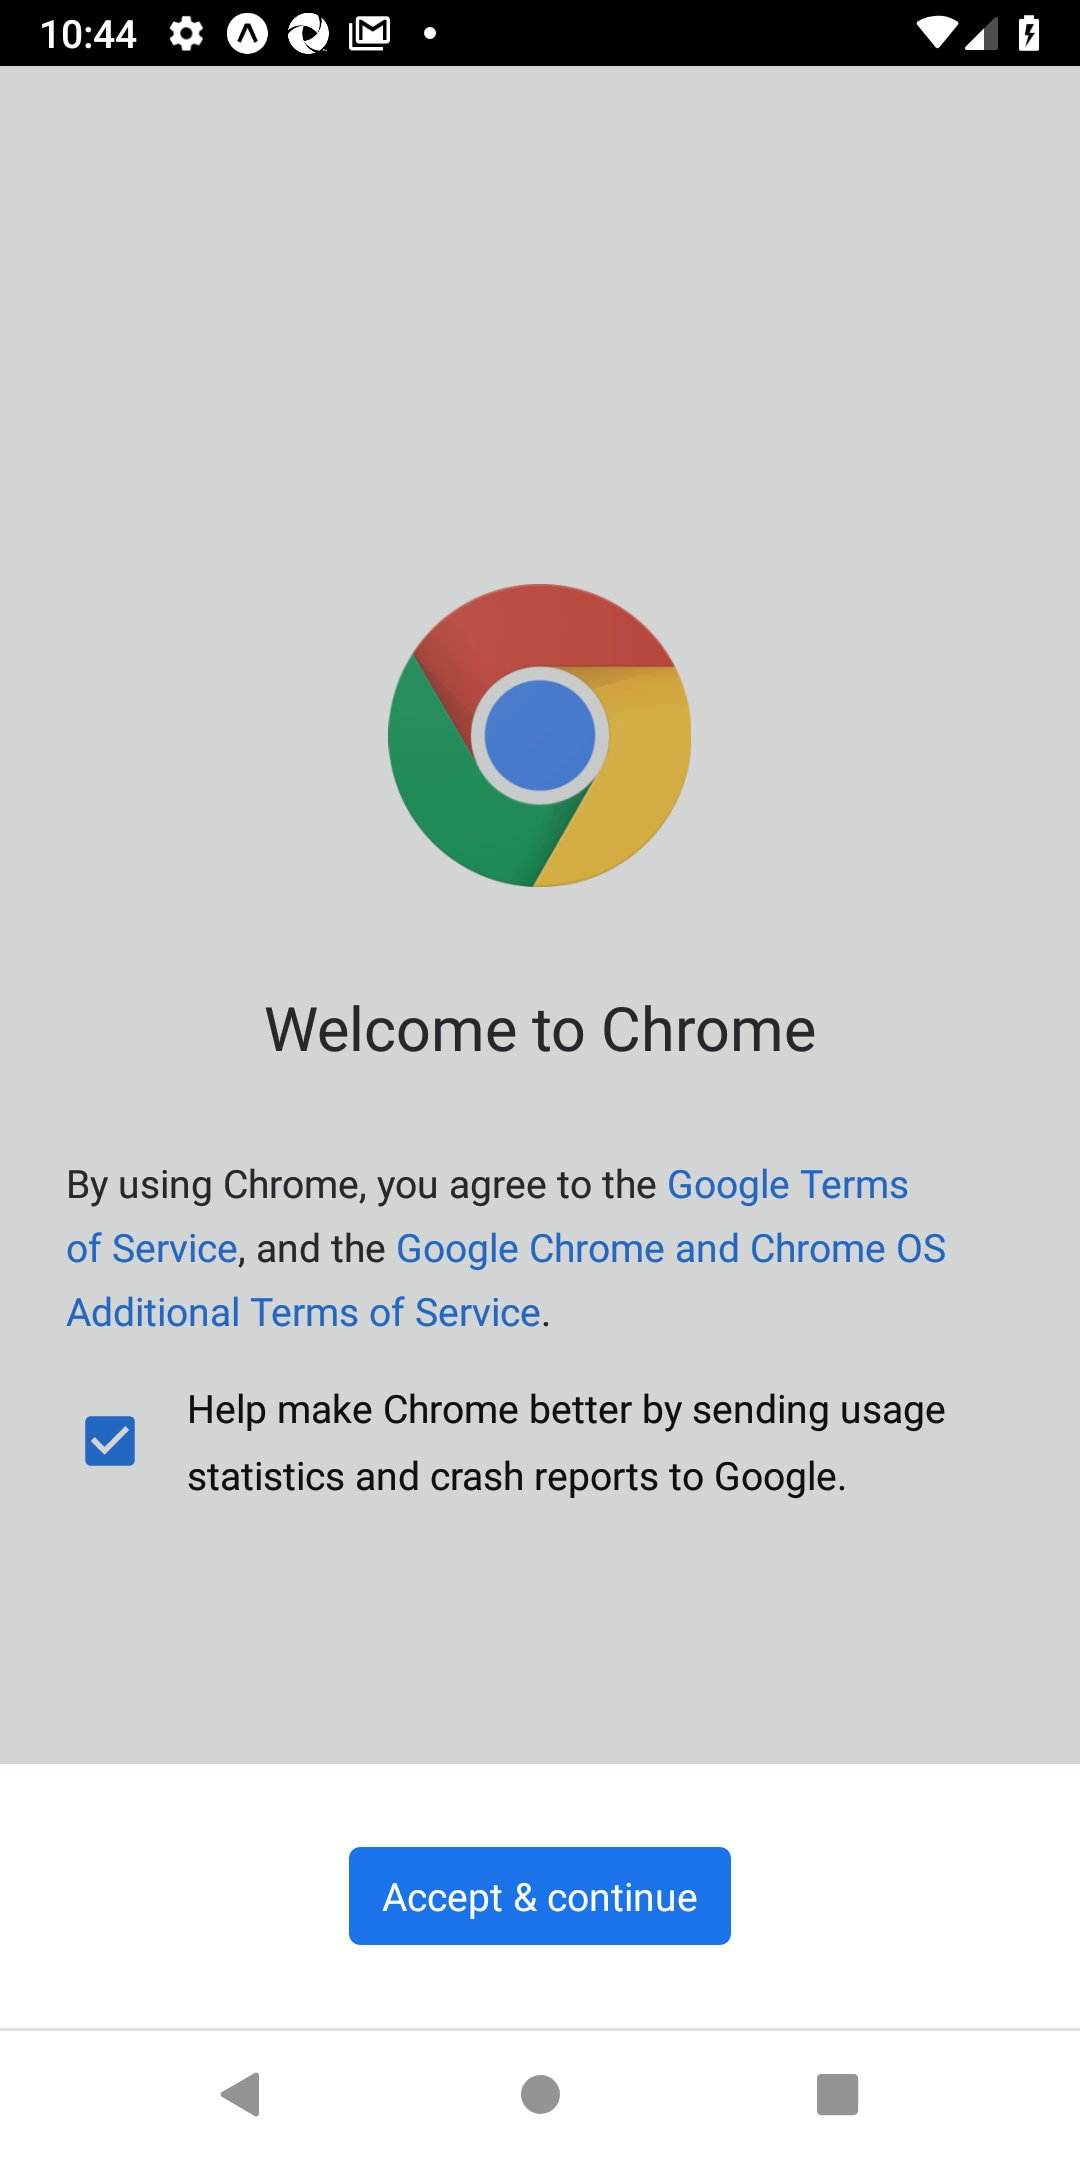 10:44
Welcome to Chrome
By using Chrome, you agree to the Google Terms
of Service, and the Google Chrome and Chrome OS
Additional Terms of Service.
Help make Chrome better by sending usage
statistics and crash reports to Google.
Accept & continue